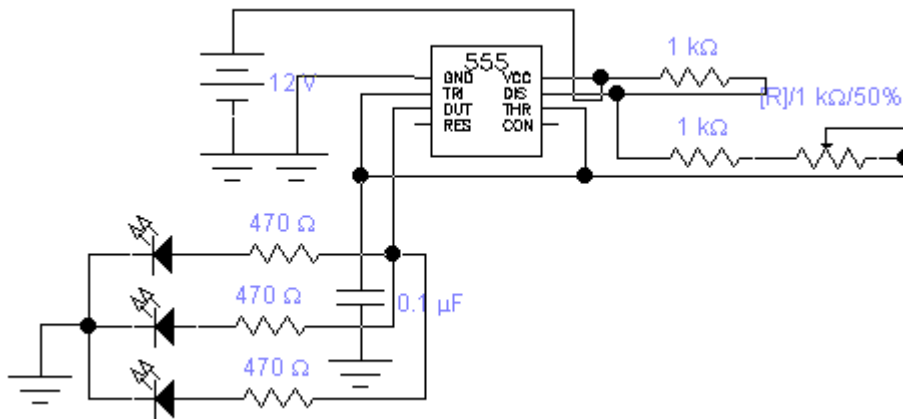 1 kΩ
555
12 V
GND VCC
TRI DIS
OUT THR
RES CON
[R]/1 kΩ/50%
1 kΩ
470 Ω
470 Ω
0.1 µF
470 Ω